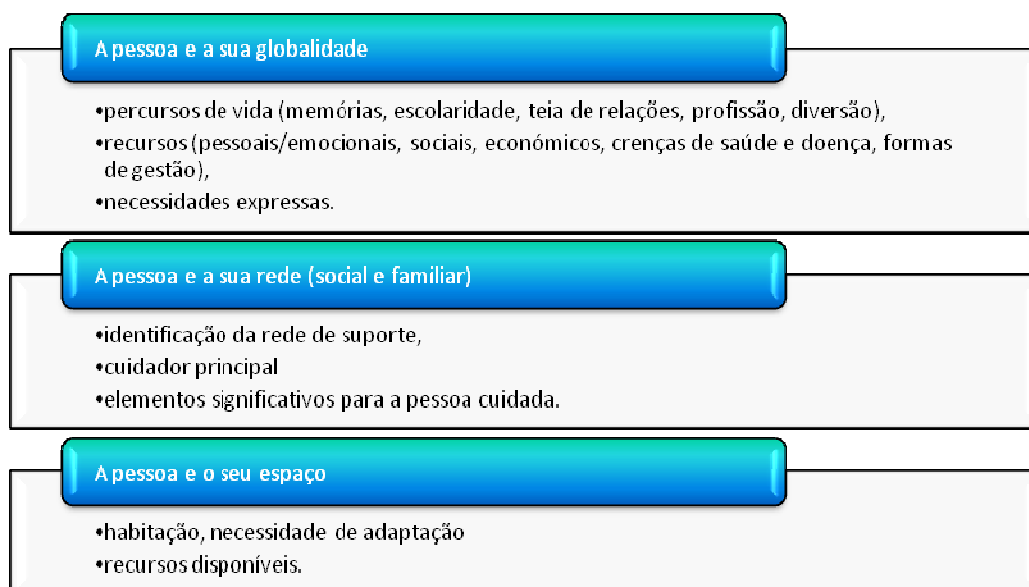 A pessoa e a sua globalidade
•percursos de vida (memórias, escolaridade, teia de relações, profissão, diversão),
•recursos (pessoais/emocionais, sociais, económicos, crenças de saúde e doença, formas
de gestão),
•necessidades expressas.
A pessoa e a sua rede (social e familiar)
•identificação da rede de suporte,
•cuidador principal
•elementos significativos para a pessoa cuidada.
A pessoa e o seu espaço
•habitação, necessidade de adaptação
•recursos disponíveis.